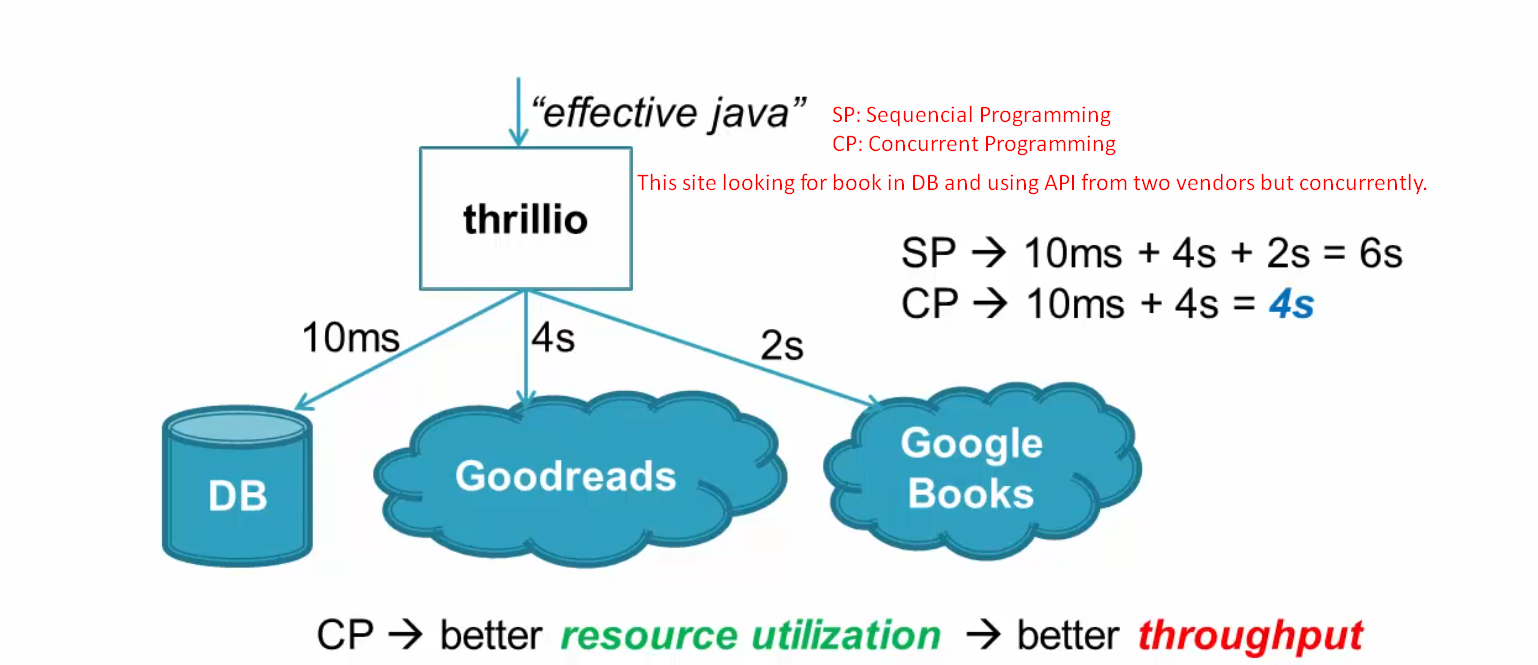 “effective java”
SP: Sequencial Programming
CP: Concurrent Programming
This site looking for book in DB and using API from two vendors but concurrently.
thrillio
SP → 10ms + 4s + 2s = 6s
CP → 10ms + 4s = 4s
10ms
4s
2s
DB
Goodreads
Google
Books
CP → better resource utilization → better throughput